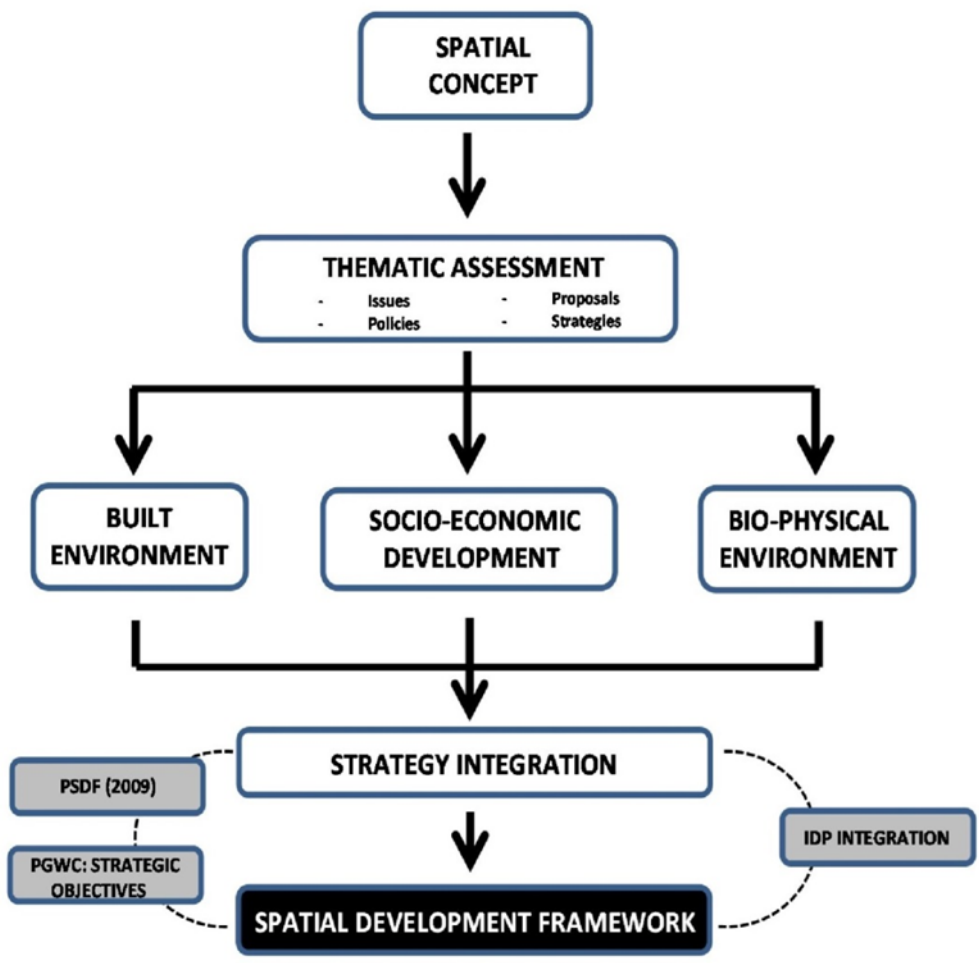 SPATIAL
CONCEPT
THEMATIC ASSESSMENT
- Issues - Proposals
- Policies - Strategies
BUILT
ENVIRONMENT
SOCIO-ECONOMIC
DEVELOPMENT
BIO-PHYSICAL
ENVIRONMENT
STRATEGY INTEGRATION
PSDF (2009)
PGWC: STRATEGIC
OBJECTIVES
IDP INTEGRATION
SPATIAL DEVELOPMENT FRAMEWORK